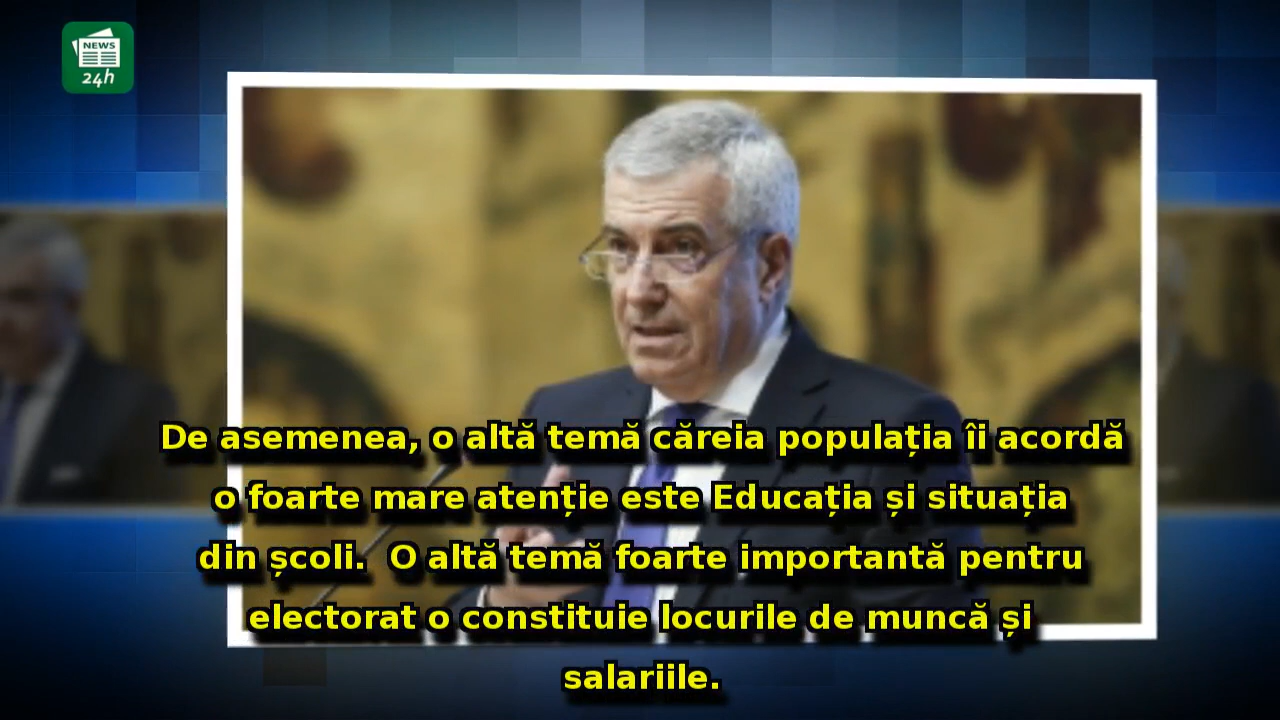 NEWS
24h
De asemenea, o altă temă căreia populația îi acordă
o foarte mare atenție este Educația și situația
din școli.  O altă temă foarte importantă pentru
electorat o constituie locurile de muncă și
salariile.